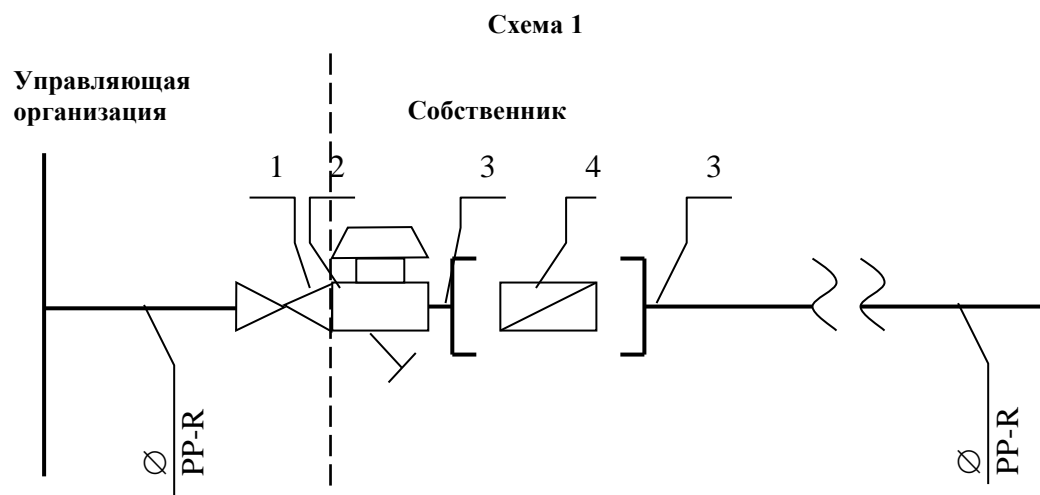 Схема 1
Управляющая
организация
Собственник
1
2
3
4
3
∅
PP-R
∅
PP-R